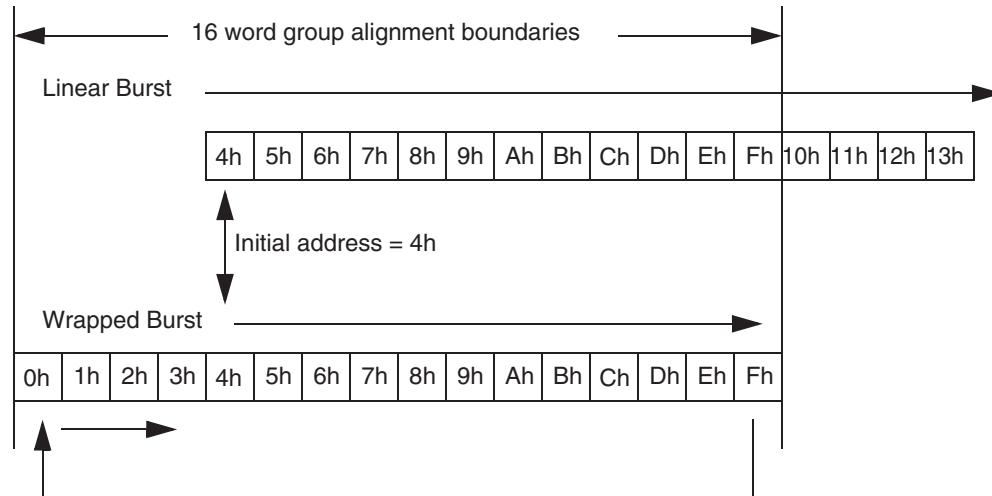 16 word group alignment boundaries
Linear Burst
4h 5h 6h 7h 8h 9h Ah Bh Ch Dh Eh Fh 10h 11h 12h 13h
Initial address = 4h
Wrapped Burst
0h 1h 2h 3h 4h 5h 6h 7h 8h 9h Ah Bh Ch Dh Eh Fh